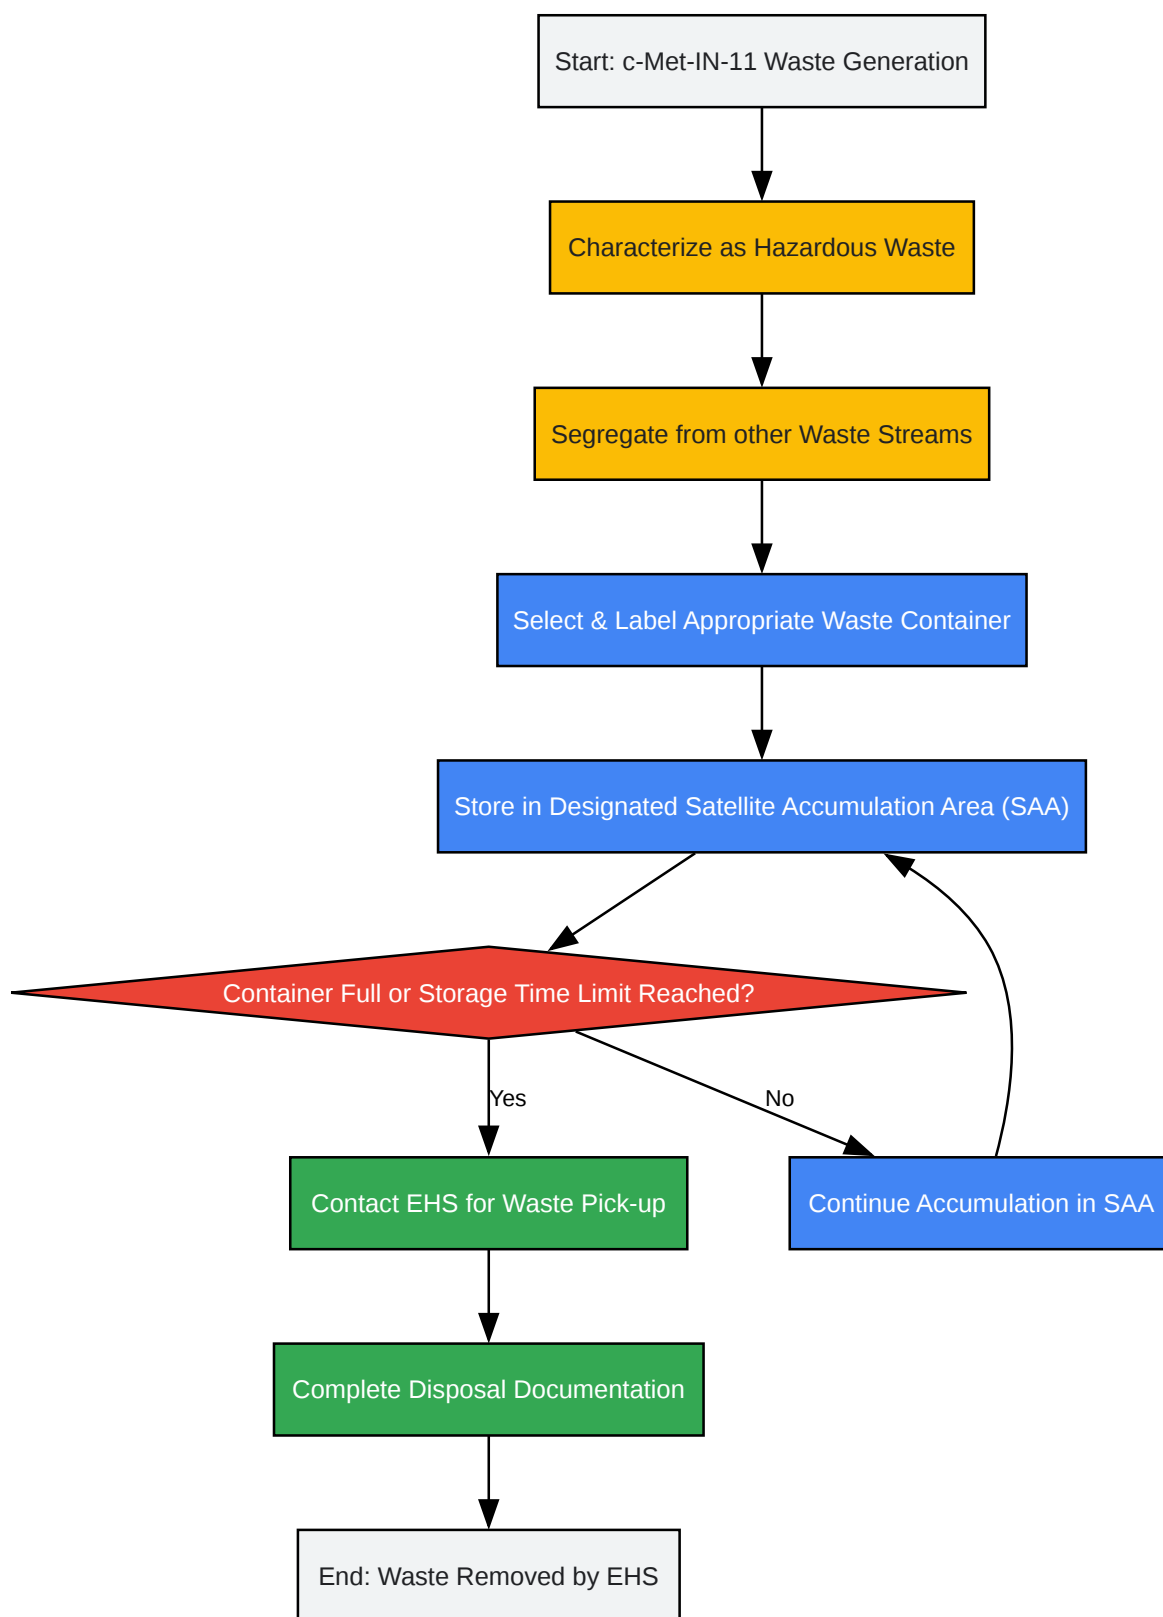 Start: c-Met-IN-11 Waste Generation
Characterize as Hazardous Waste
Segregate from other Waste Streams
Select & Label Appropriate Waste Container
Store in Designated Satellite Accumulation Area (SAA)
Container Full or Storage Time Limit Reached?
Yes
No
Contact EHS for Waste Pick-up
Continue Accumulation in SAA
Complete Disposal Documentation
End: Waste Removed by EHS